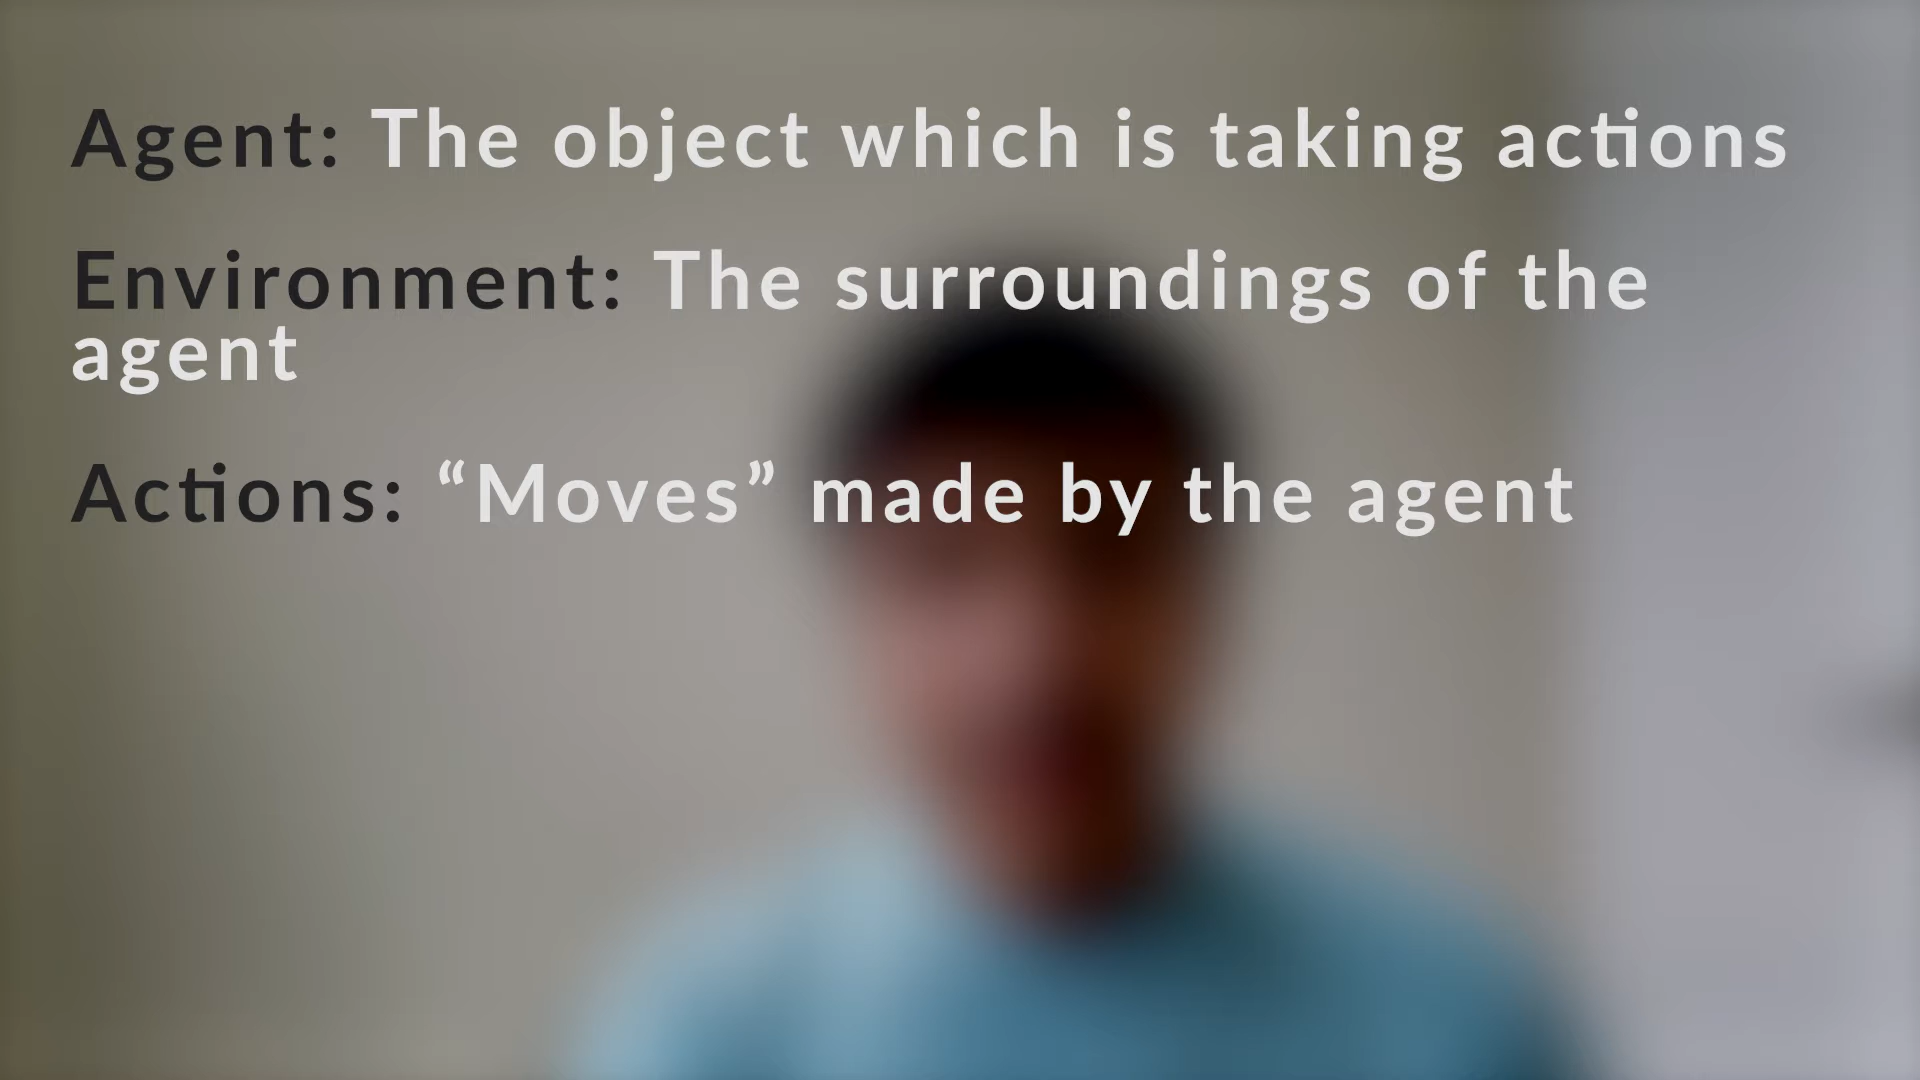 Agent: The object which is taking actions
Environment: The surroundings of the
agent
Actions: “Moves” made by the agent